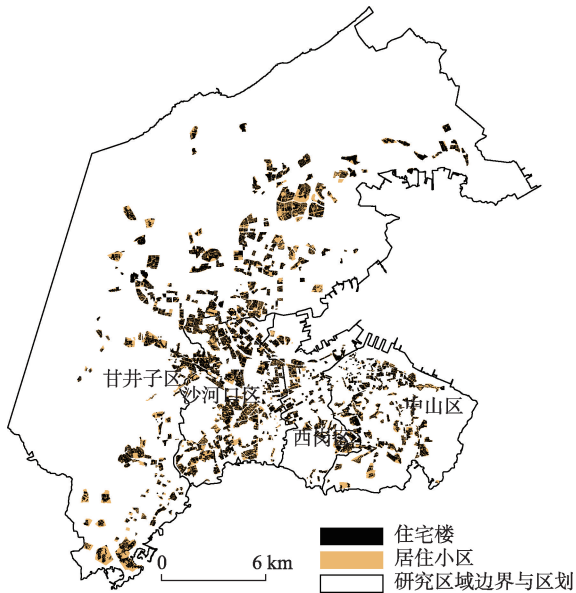 甘井子区
沙河口区
中山区
西岗区
住宅楼
居住小区
研究区域边界与区划
0 6 km